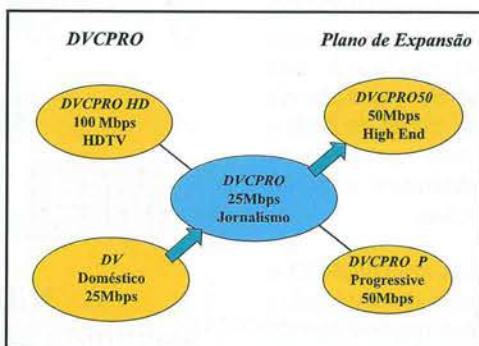 DVCPRO
Plano de Expansão
DVCPRO HD
100 Mbps
HDTV
DVCPRO50
50Mbps
High End
DVCPRO
25Mbps
Jornalismo
DV
Doméstico
25Mbps
DVCPRO P
Progressive
50Mbps